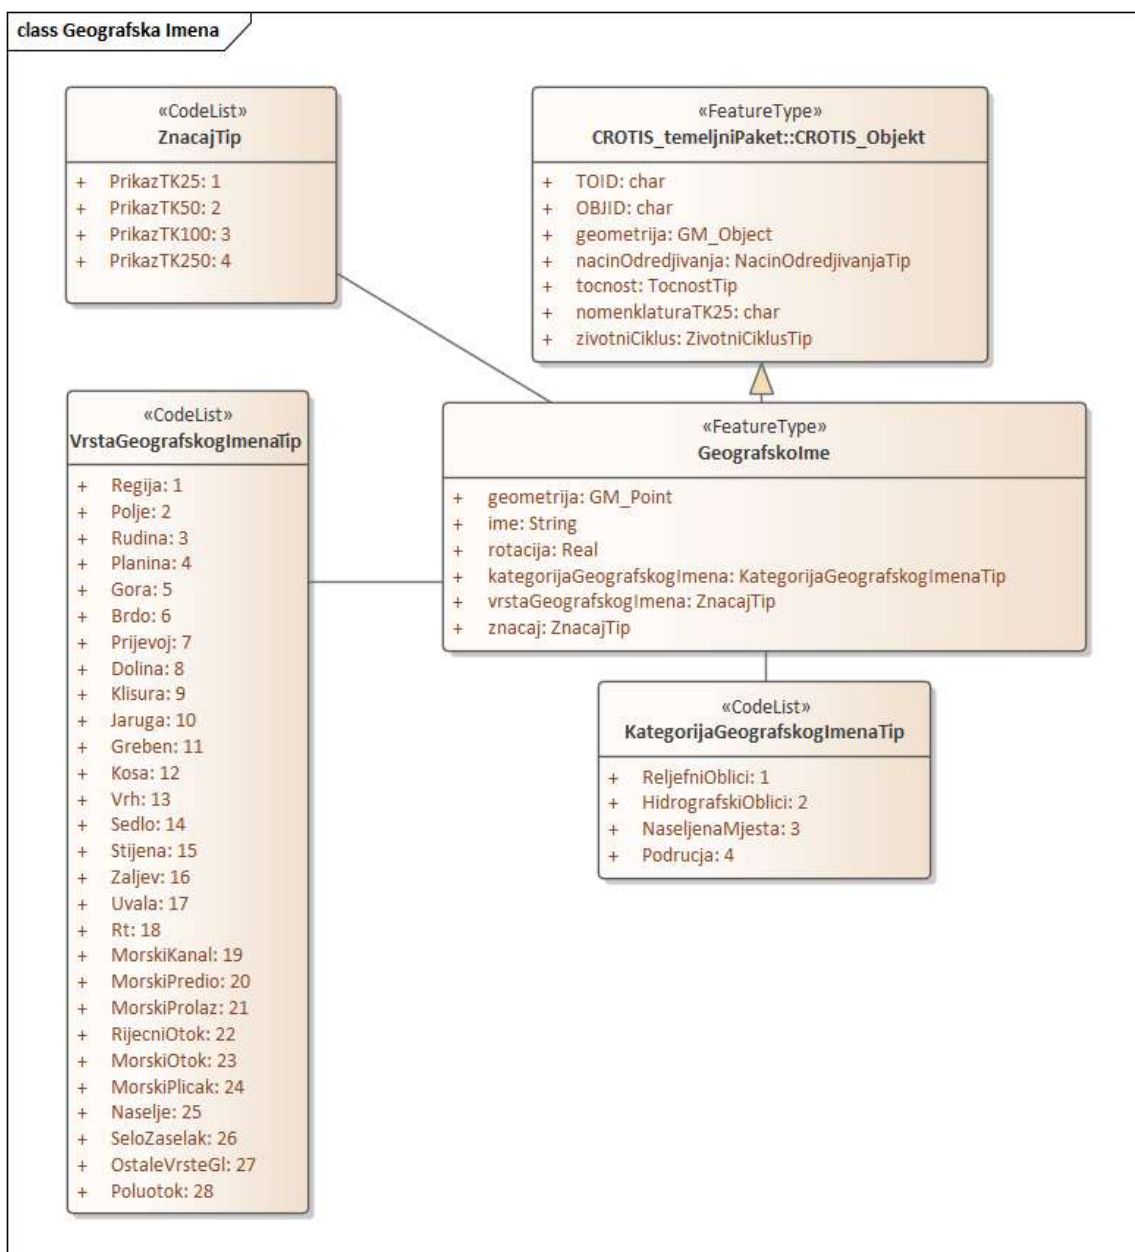 class Geografska Imena
«CodeList»
ZnacajTip
+ PrikazTK25: 1
+ PrikazTK50: 2
+ PrikazTK100: 3
+ PrikazTK250: 4
«FeatureType»
CROTIS_temeljniPaket::CROTIS_Objekt
+ TOID: char
+ OBJID: char
+ geometrija: GM_Object
+ nacinOdredjivanja: NacinOdredjivanjaTip
+ tocnost: TocnostTip
+ nomenklaturaTK25: char
+ zivotniCiklus: ZivotniCiklusTip
«CodeList»
VrstaGeografskogImenaTip
+ Regija: 1
+ Polje: 2
+ Rudina: 3
+ Planina: 4
+ Gora: 5
+ Brdo: 6
+ Prijevoj: 7
+ Dolina: 8
+ Klisura: 9
+ Jaruga: 10
+ Greben: 11
+ Kosa: 12
+ Vrh: 13
+ Sedlo: 14
+ Stijena: 15
+ Zaljev: 16
+ Uvala: 17
+ Rt: 18
+ MorskiKanal: 19
+ MorskiPredio: 20
+ MorskiProlaz: 21
+ RijecniOtok: 22
+ MorskiOtok: 23
+ MorskiPlicak: 24
+ Naselje: 25
+ SeloZaselak: 26
+ OstaleVrsteGI: 27
+ Poluotok: 28
«FeatureType»
GeografskoIme
+ geometrija: GM_Point
+ ime: String
+ rotacija: Real
+ kategorijaGeografskogImena: KategorijaGeografskogImenaTip
+ vrstaGeografskogImena: ZnacajTip
+ znacaj: ZnacajTip
«CodeList»
KategorijaGeografskogImenaTip
+ ReljefniOblici: 1
+ HidrografskiOblici: 2
+ NaseljenaMjesta: 3
+ Podrucja: 4